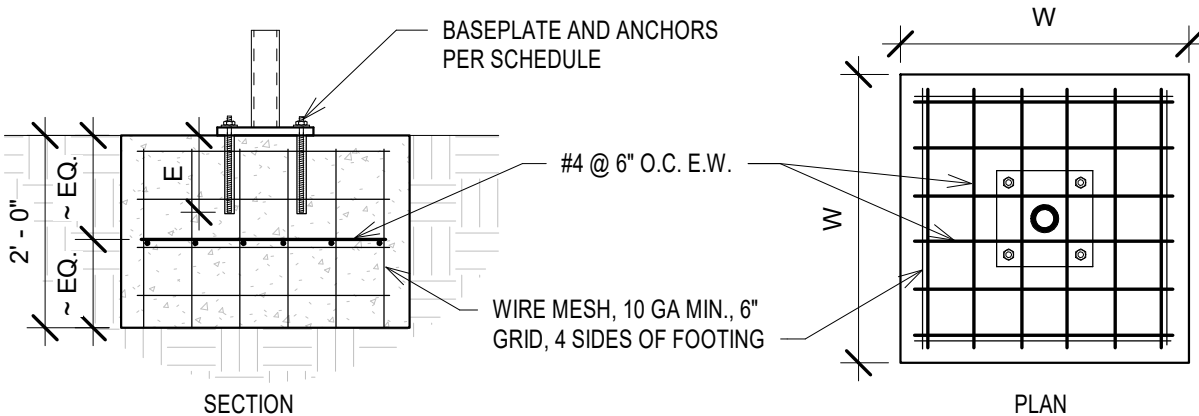 BASEPLATE AND ANCHORS
PER SCHEDULE
W
E
~ EQ.
~ EQ.
2' - 0"
#4 @ 6" O.C. E.W.
W
WIRE MESH, 10 GA MIN., 6"
GRID, 4 SIDES OF FOOTING
SECTION
PLAN